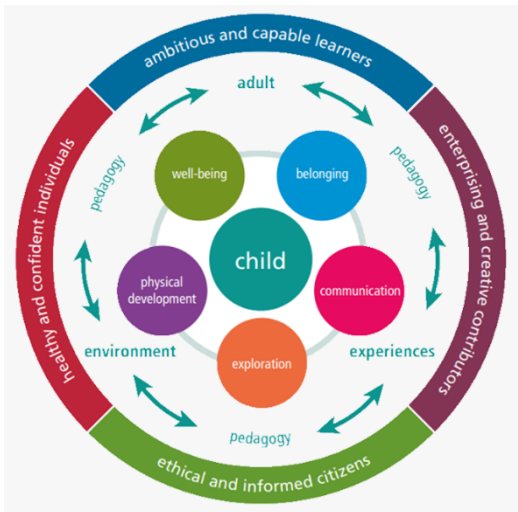 ambitious and capable learners
adult
pedagogy
pedagogy
well-being
belonging
healthy and confident individuals
enterprising and creative contributors
child
physical
development
communication
environment
experiences
exploration
pedagogy
ethical and informed citizens